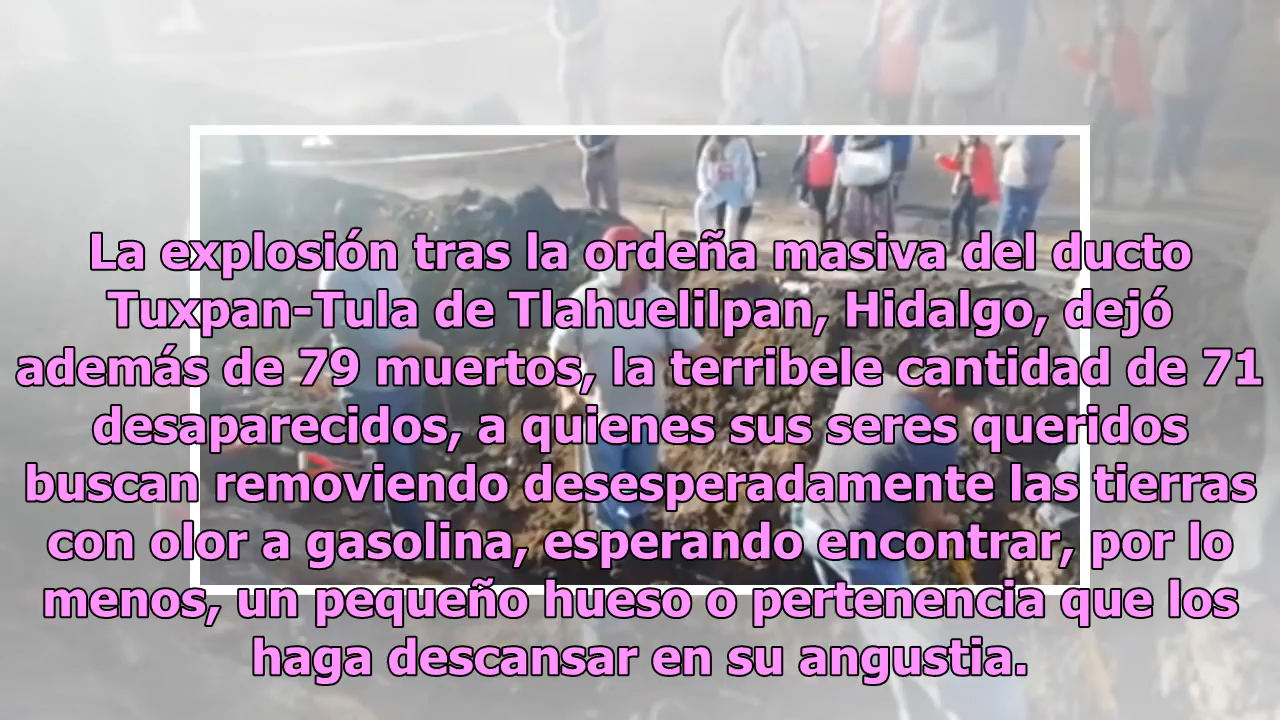 La explosión tras la ordeña masiva del ducto
Tuxpan-Tula de Tlahuelilpan, Hidalgo, dejó
además de 79 muertos, la terribele cantidad de 71
desaparecidos, a quienes sus seres queridos
buscan removiendo desesperadamente las tierras
con olor a gasolina, esperando encontrar, por lo
menos, un pequeño hueso o pertenencia que los
haga descansar en su angustia.